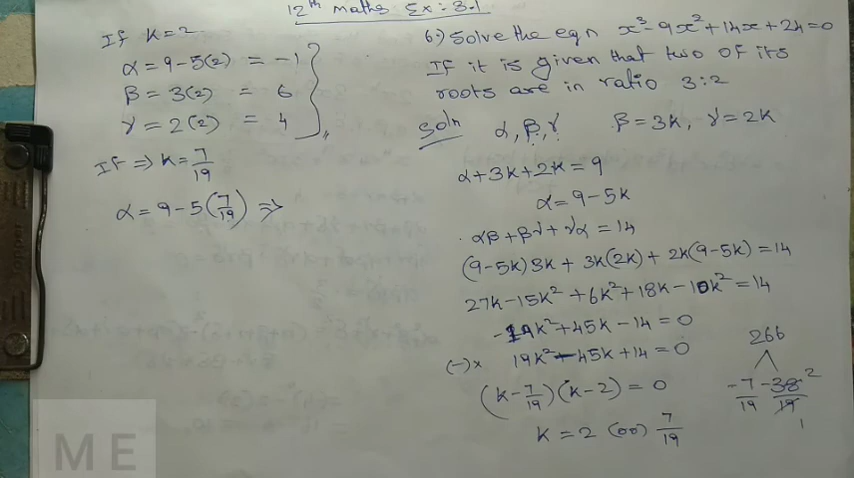 12th maths Ex: 3.1
6) Solve the eqn x³-9x²+14x+24=0
If it is given that two of its
roots are in ratio 3:2
Soln α, β, γ β=3k, γ=2k
α+3k+2k=9
α=9-5k
αβ+βγ+γα=14
(9-5k)3k+3k(2k)+2k(9-5k)=14
27k-15k²+6k²+18k-10k²=14
-19k²+45k-14=0
(-)x 19k²-45k+14=0
(k-7/19)(k-2)=0
k=2 (or) 7/19
266
-7/19 -38/19 2
1
If k=2
α=9-5(2) = -1
β=3(2) = 6
γ=2(2) = 4
If ⇒ k=7/19
α=9-5(7/19) ⇒
ME